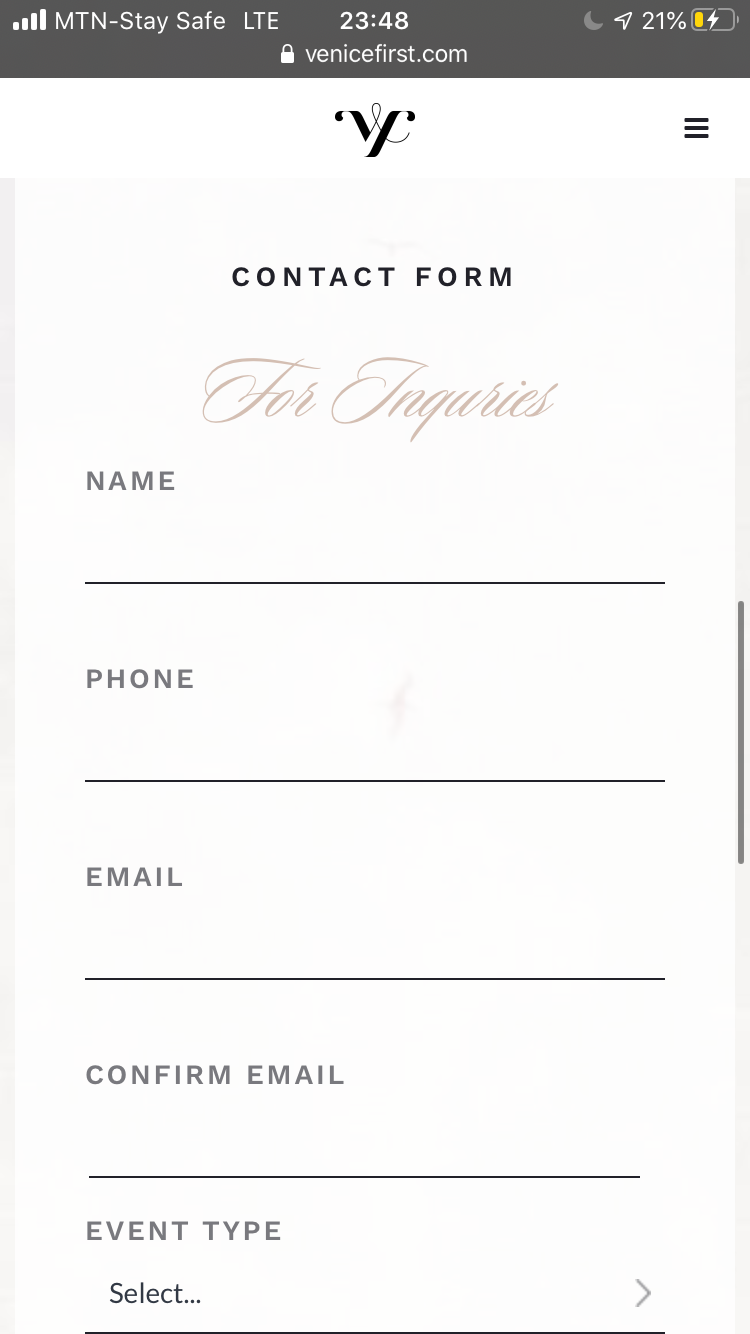 MTN-Stay Safe LTE 23:48 21%
venicefirst.com
CONTACT FORM
For Inquries
NAME
PHONE
EMAIL
CONFIRM EMAIL
EVENT TYPE
Select...